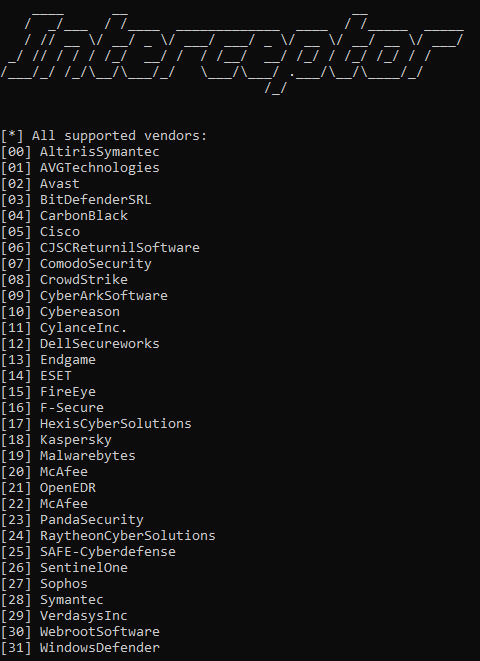 Interceptor
[*] All supported vendors:
[00] AltirisSymantec
[01] AVGTechnologies
[02] Avast
[03] BitDefenderSRL
[04] CarbonBlack
[05] Cisco
[06] CJSCReturnilSoftware
[07] ComodoSecurity
[08] CrowdStrike
[09] CyberArkSoftware
[10] Cybereason
[11] CylanceInc.
[12] DellSecureworks
[13] Endgame
[14] ESET
[15] FireEye
[16] F-Secure
[17] HexisCyberSolutions
[18] Kaspersky
[19] Malwarebytes
[20] McAfee
[21] OpenEDR
[22] McAfee
[23] PandaSecurity
[24] RaytheonCyberSolutions
[25] SAFE-Cyberdefense
[26] SentinelOne
[27] Sophos
[28] Symantec
[29] VerdasysInc
[30] WebrootSoftware
[31] WindowsDefender